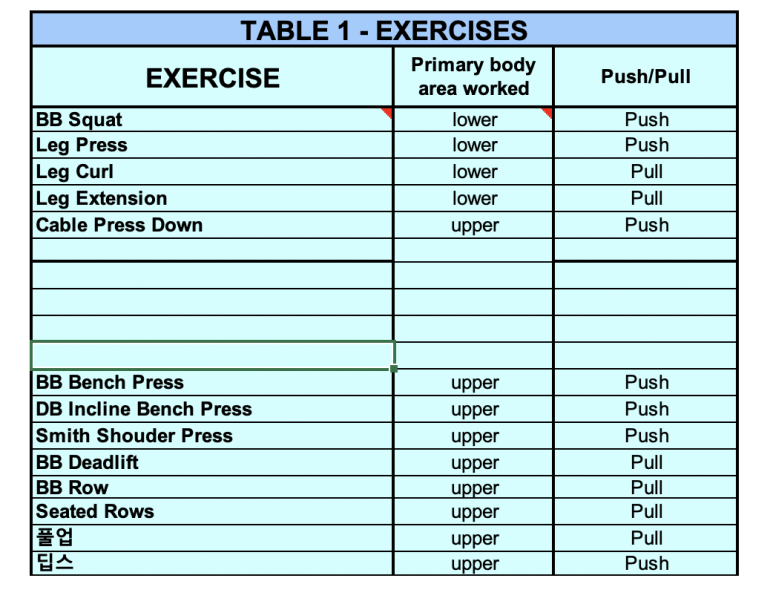 TABLE 1 - EXERCISES
EXERCISE Primary body area worked Push/Pull
BB Squat lower Push
Leg Press lower Push
Leg Curl lower Pull
Leg Extension lower Pull
Cable Press Down upper Push
BB Bench Press upper Push
DB Incline Bench Press upper Push
Smith Shouder Press upper Push
BB Deadlift upper Pull
BB Row upper Pull
Seated Rows upper Pull
풀업 upper Pull
딥스 upper Push